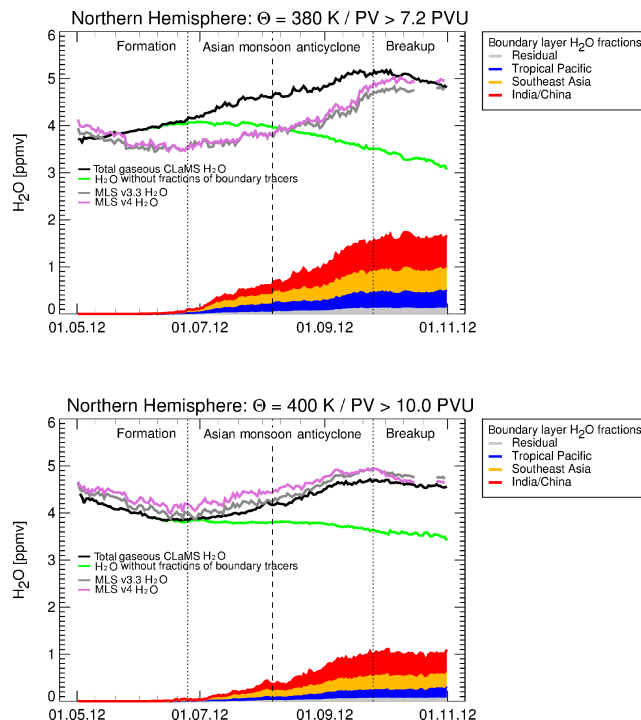 Northern Hemisphere: Θ = 380 K / PV > 7.2 PVU
Formation
Asian monsoon anticyclone
Breakup
H₂O [ppmv]
6
5
4
3
2
1
0
Total gaseous CLaMS H₂O
H₂O without fractions of boundary tracers
MLS v3.3 H₂O
MLS v4 H₂O
01.05.12
01.07.12
01.09.12
01.11.12
Boundary layer H₂O fractions
Residual
Tropical Pacific
Southeast Asia
India/China
Northern Hemisphere: Θ = 400 K / PV > 10.0 PVU
Formation
Asian monsoon anticyclone
Breakup
H₂O [ppmv]
6
5
4
3
2
1
0
Total gaseous CLaMS H₂O
H₂O without fractions of boundary tracers
MLS v3.3 H₂O
MLS v4 H₂O
01.05.12
01.07.12
01.09.12
01.11.12
Boundary layer H₂O fractions
Residual
Tropical Pacific
Southeast Asia
India/China